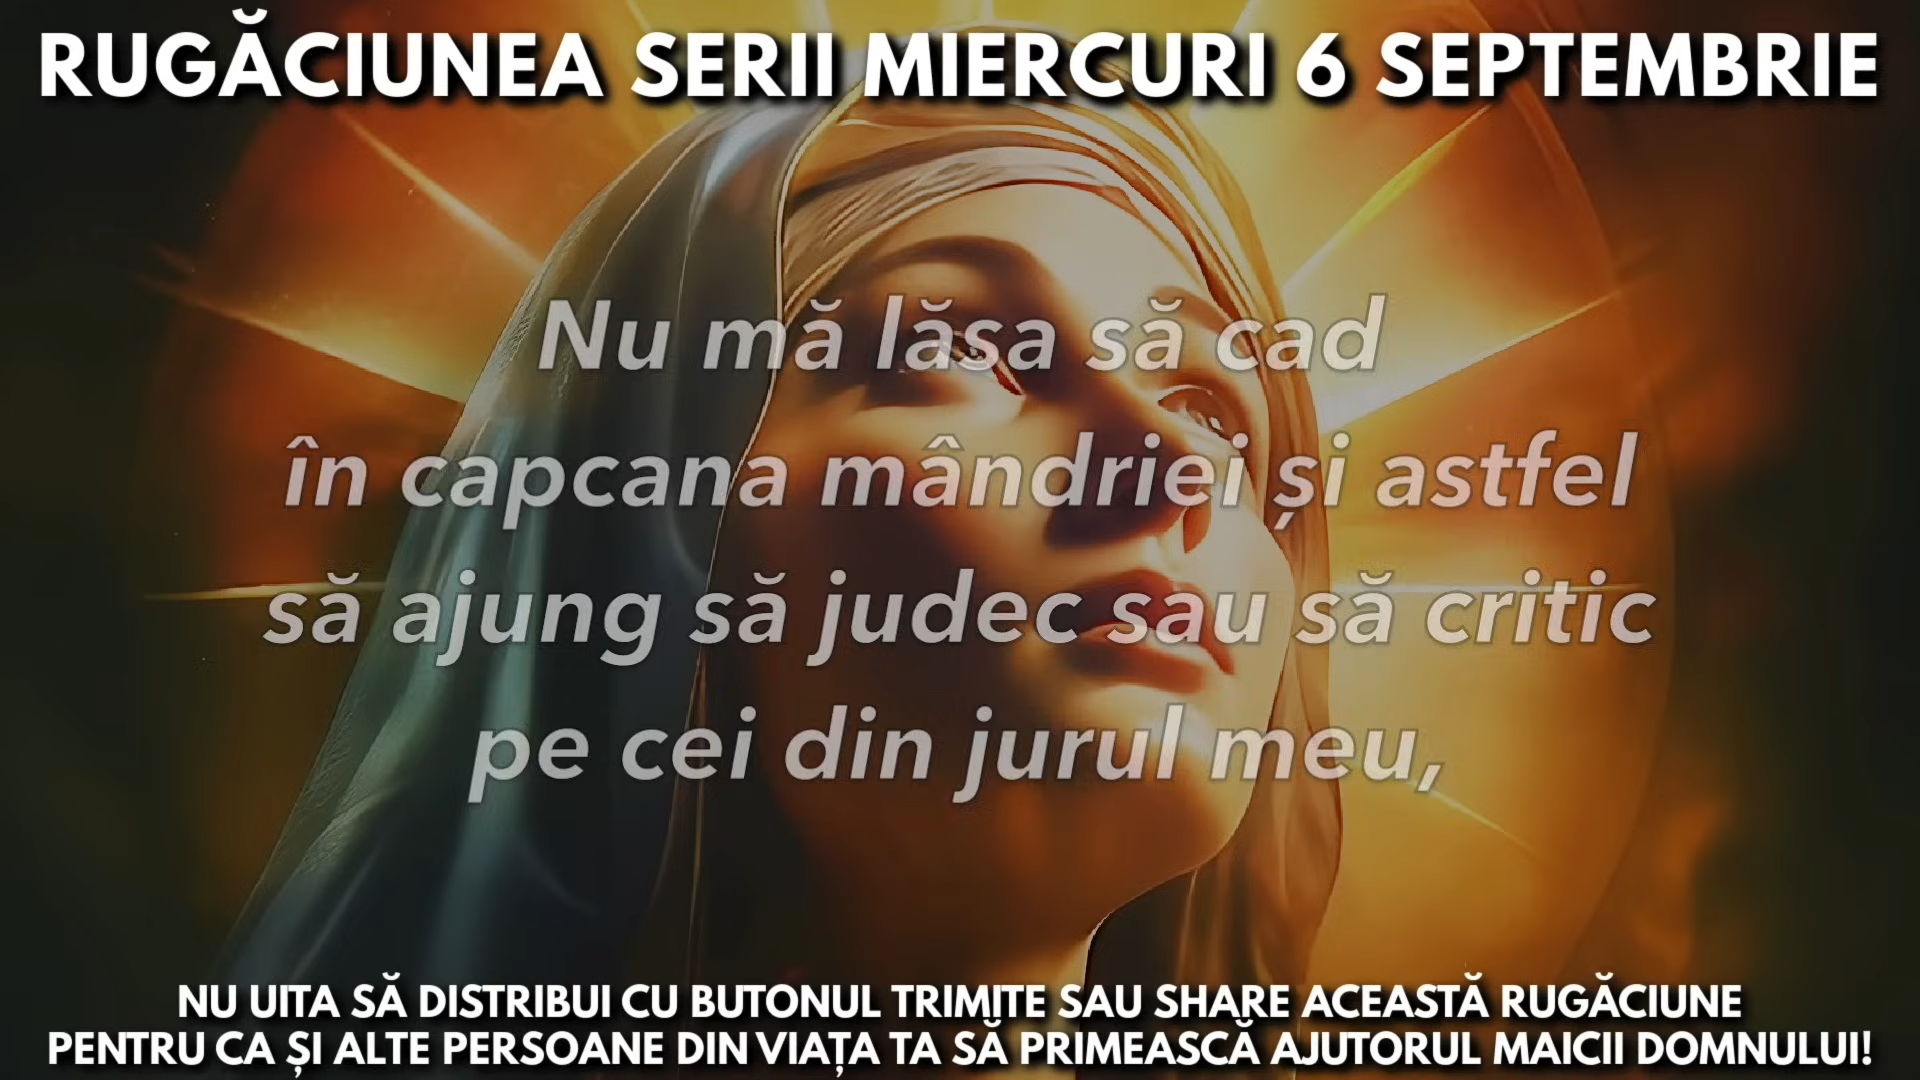 RUGĂCIUNEA SERII MIERCURI 6 SEPTEMBRIE
Nu mă lăsa să cad
în capcana mândriei și astfel
să ajung să judec sau să critic
pe cei din jurul meu,
NU UITA SĂ DISTRIBUI CU BUTONUL TRIMITE SAU SHARE ACEASTĂ RUGĂCIUNE
PENTRU CA ȘI ALTE PERSOANE DIN VIAȚA TA SĂ PRIMEASCĂ AJUTORUL MAICII DOMNULUI!